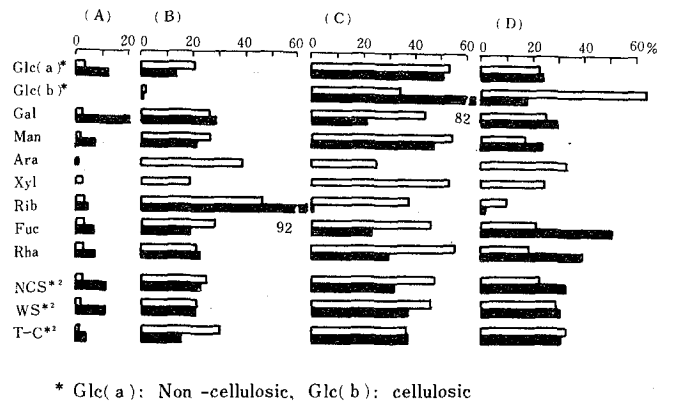 (A) (B) (C) (D)
0 20 0 20 40 60 0 20 40 60 0 20 40 60 %
Glc(a)*
Glc(b)*
Gal 82
Man
Ara
Xyl
Rib
Fuc 92
Rha
NCS*²
WS*²
T-C*²
* Glc(a): Non -cellulosic, Glc(b): cellulosic